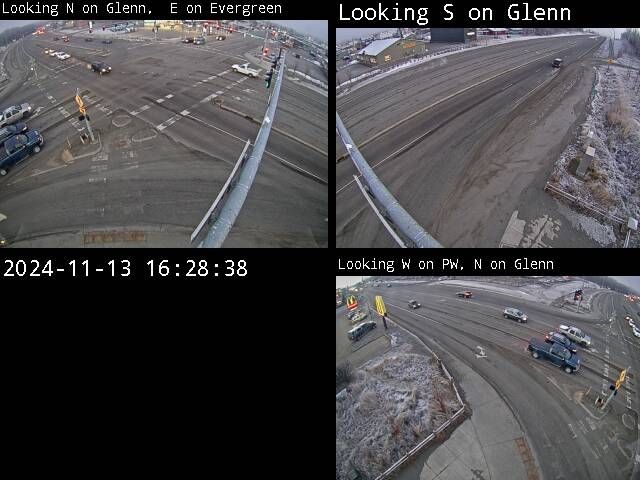 Looking N on Glenn,  E on Evergreen
Looking S on Glenn
2024-11-13 16:28:38
Looking W on PW, N on Glenn